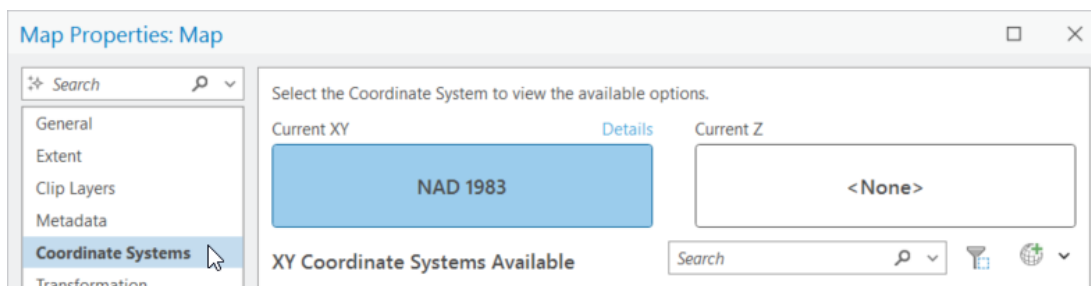 Map Properties: Map
Search
General
Extent
Clip Layers
Metadata
Coordinate Systems
Transformation
Select the Coordinate System to view the available options.
Current XY Details Current Z
NAD 1983 <None>
XY Coordinate Systems Available Search